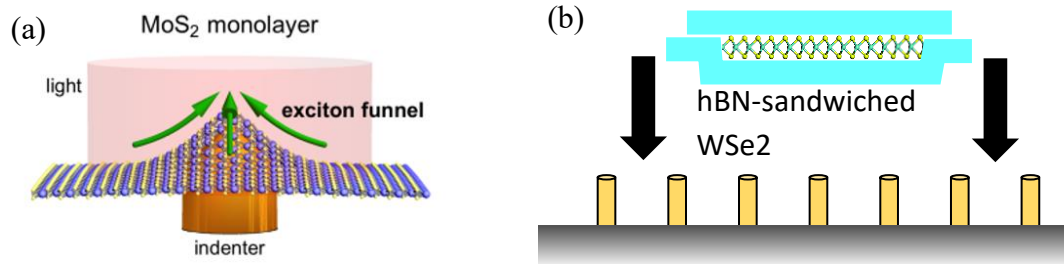 (a)
MoS₂ monolayer
light
exciton funnel
indenter
(b)
hBN-sandwiched
WSe2